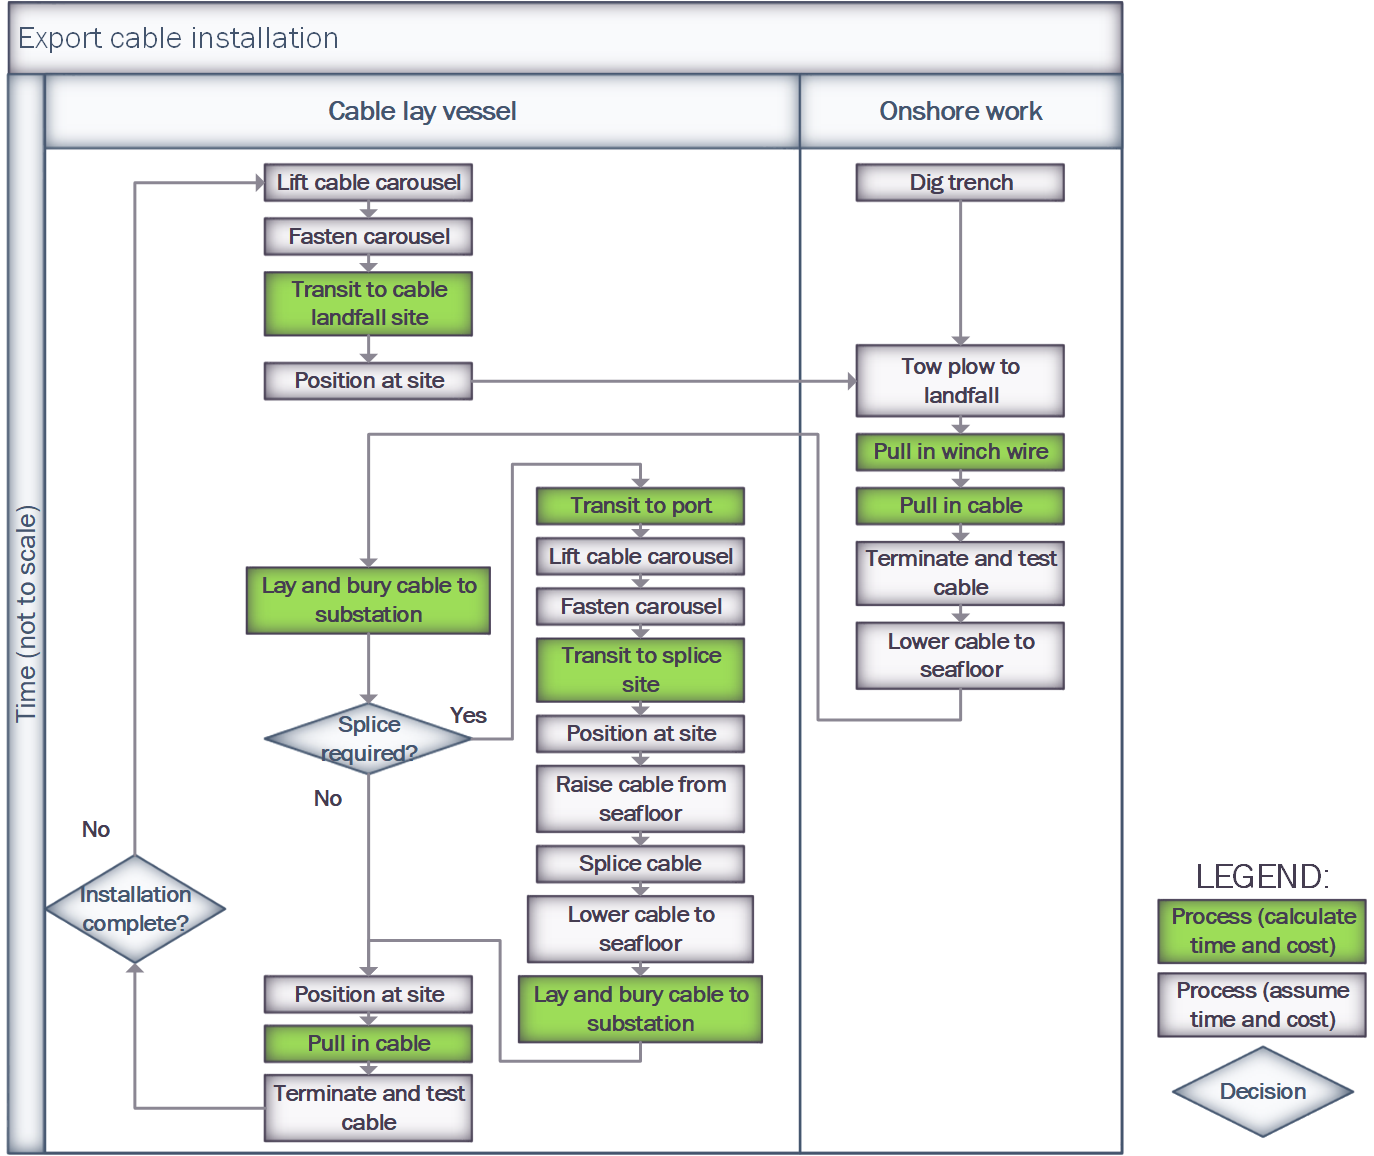 Export cable installation
Time (not to scale)
Cable lay vessel
Onshore work
Lift cable carousel
Fasten carousel
Transit to cable
landfall site
Position at site
Dig trench
Tow plow to
landfall
Pull in winch wire
Pull in cable
Terminate and test
cable
Lower cable to
seafloor
Lay and bury cable to
substation
Splice
required?
Yes
No
Transit to port
Lift cable carousel
Fasten carousel
Transit to splice
site
Position at site
Raise cable from
seafloor
Splice cable
Lower cable to
seafloor
Lay and bury cable to
substation
Position at site
Pull in cable
Terminate and test
cable
Installation
complete?
No
LEGEND:
Process (calculate
time and cost)
Process (assume
time and cost)
Decision